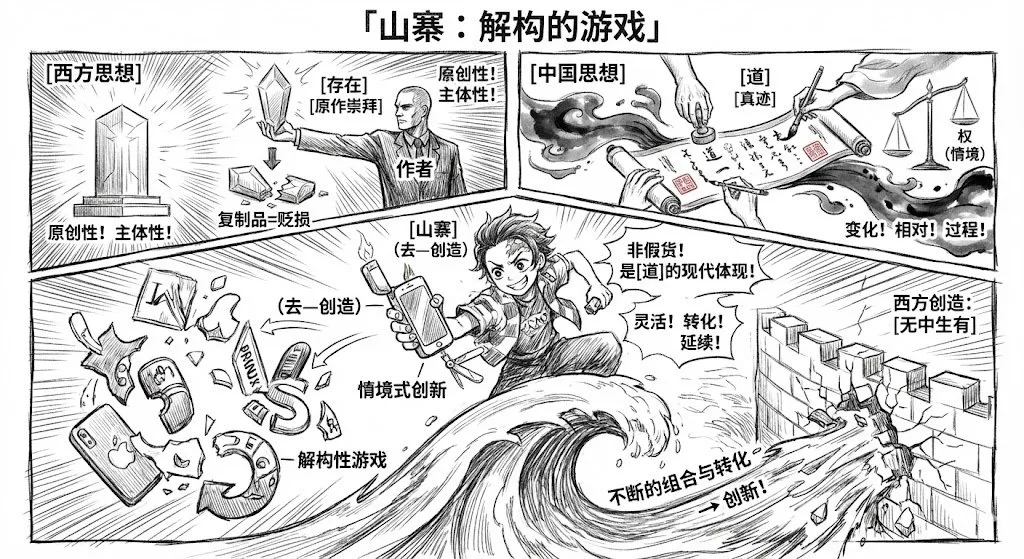 「山寨：解构的游戏」
[西方思想]
[存在]
[原作崇拜]
原创性！
主体性！
作者
原创性！主体性！
复制品=贬损
[中国思想]
[道]
[真迹]
道
权
(情境)
变化！相对！过程！
[山寨]
(去—创造)
(去—创造)
情境式创新
解构性游戏
非假货！
是[道]的现代体现！
灵活！转化！
延续！
西方创造：
[无中生有]
不断的组合与转化
→创新！